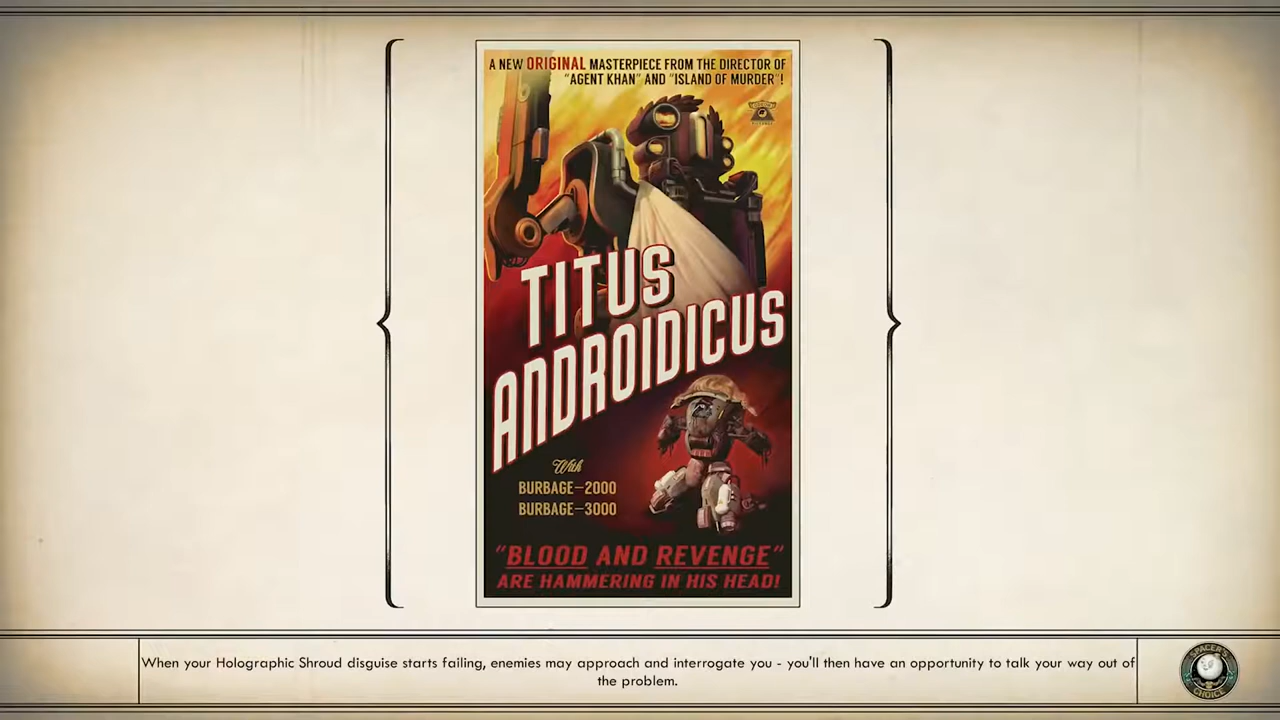 A NEW ORIGINAL MASTERPIECE FROM THE DIRECTOR OF
"AGENT KHAN" AND "ISLAND OF MURDER"!
TITUS
ANDROIDICUS
With
BURBAGE-2000
BURBAGE-3000
"BLOOD AND REVENGE"
ARE HAMMERING IN HIS HEAD!
When your Holographic Shroud disguise starts failing, enemies may approach and interrogate you - you'll then have an opportunity to talk your way out of
the problem.
SPACER'S
CHOICE